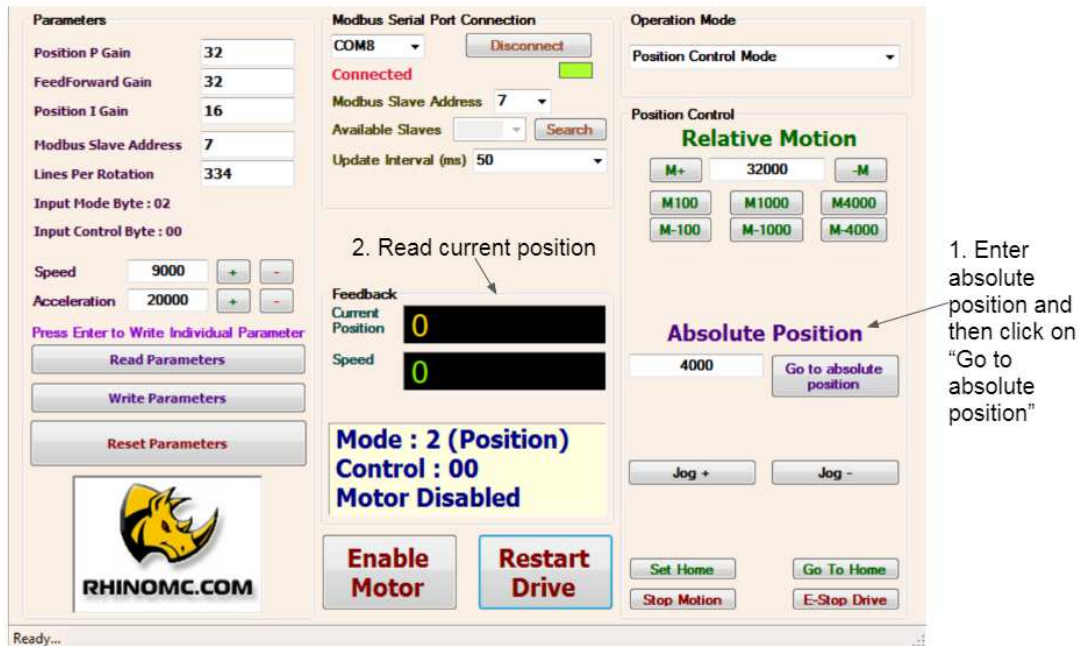 Parameters
Position P Gain 32
FeedForward Gain 32
Position I Gain 16
Modbus Slave Address 7
Lines Per Rotation 334
Input Mode Byte : 02
Input Control Byte : 00
Speed 9000 + -
Acceleration 20000 + -
Press Enter to Write Individual Parameter
Read Parameters
Write Parameters
Reset Parameters
RHINOMC.COM
Modbus Serial Port Connection
COM8 Disconnect
Connected
Modbus Slave Address 7
Available Slaves Search
Update Interval (ms) 50
2. Read current position
Feedback
Current
Position 0
Speed 0
Mode : 2 (Position)
Control : 00
Motor Disabled
Enable
Motor
Restart
Drive
Operation Mode
Position Control Mode
Position Control
Relative Motion
M+ 32000 -M
M100 M1000 M4000
M-100 M-1000 M-4000
Absolute Position
4000 Go to absolute
position
Jog + Jog -
Set Home Go To Home
Stop Motion E-Stop Drive
1. Enter
absolute
position and
then click on
“Go to
absolute
position”
Ready...